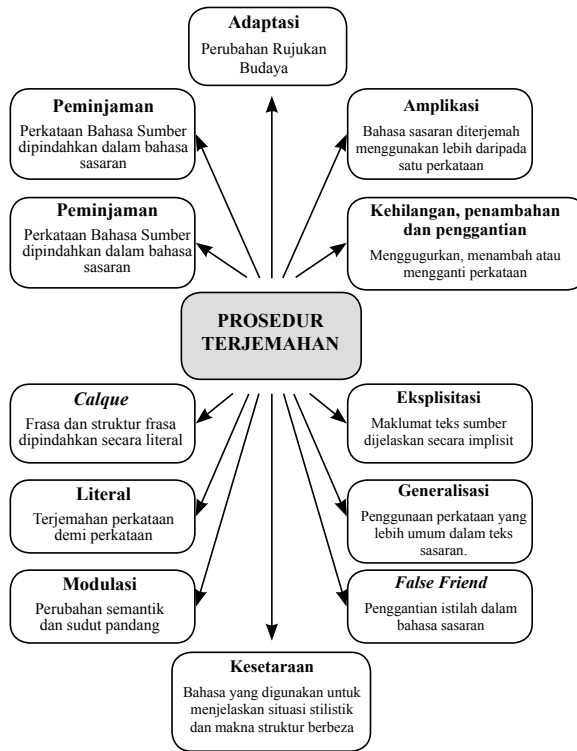 Adaptasi
Perubahan Rujukan
Budaya
Peminjaman
Perkataan Bahasa Sumber
dipindahkan dalam bahasa
sasaran
Amplikasi
Bahasa sasaran diterjemah
menggunakan lebih daripada
satu perkataan
Peminjaman
Perkataan Bahasa Sumber
dipindahkan dalam bahasa
sasaran
Kehilangan, penambahan
dan penggantian
Menggugurkan, menambah atau
mengganti perkataan
PROSEDUR
TERJEMAHAN
Calque
Frasa dan struktur frasa
dipindahkan secara literal
Eksplisitasi
Maklumat teks sumber
dijelaskan secara implisit
Literal
Terjemahan perkataan
demi perkataan
Generalisasi
Penggunaan perkataan yang
lebih umum dalam teks
sasaran.
Modulasi
Perubahan semantik
dan sudut pandang
False Friend
Penggantian istilah dalam
bahasa sasaran
Kesetaraan
Bahasa yang digunakan untuk
menjelaskan situasi stilistik
dan makna struktur berbeza